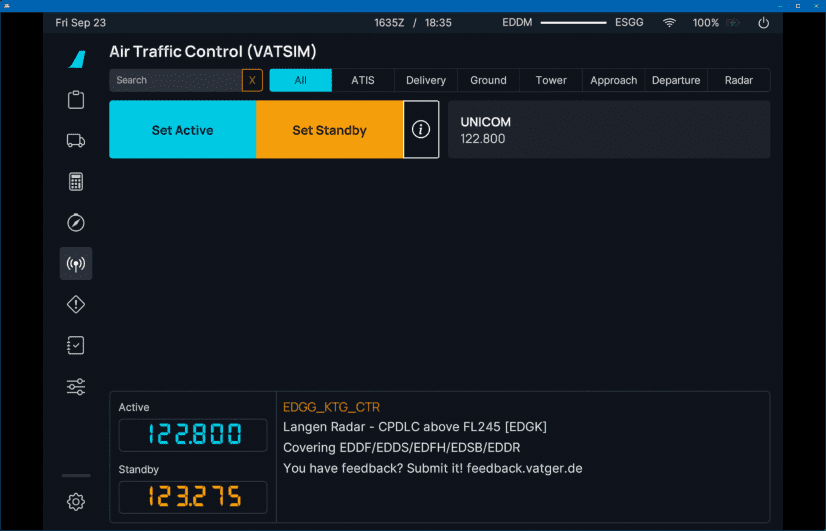 Fri Sep 23
1635Z / 18:35
EDDM ESGG 100%
Air Traffic Control (VATSIM)
Search X All ATIS Delivery Ground Tower Approach Departure Radar
Set Active Set Standby i
UNICOM
122.800
Active
122.800
Standby
123.275
EDGG_KTG_CTR
Langen Radar - CPDLC above FL245 [EDGK]
Covering EDDF/EDDS/EDFH/EDSB/EDDR
You have feedback? Submit it! feedback.vatger.de